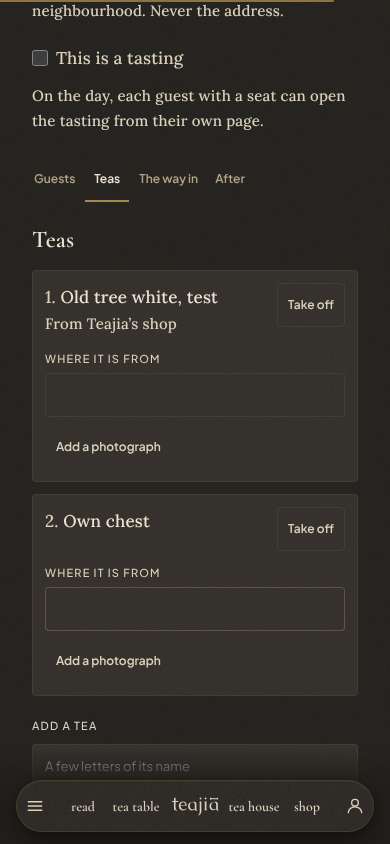 neighbourhood. Never the address.
This is a tasting
On the day, each guest with a seat can open
the tasting from their own page.
Guests Teas The way in After
Teas
1. Old tree white, test
Take off
From Teajia’s shop
WHERE IT IS FROM
Add a photograph
2. Own chest
Take off
WHERE IT IS FROM
Add a photograph
ADD A TEA
A few letters of its name
read tea table teajiā tea house shop